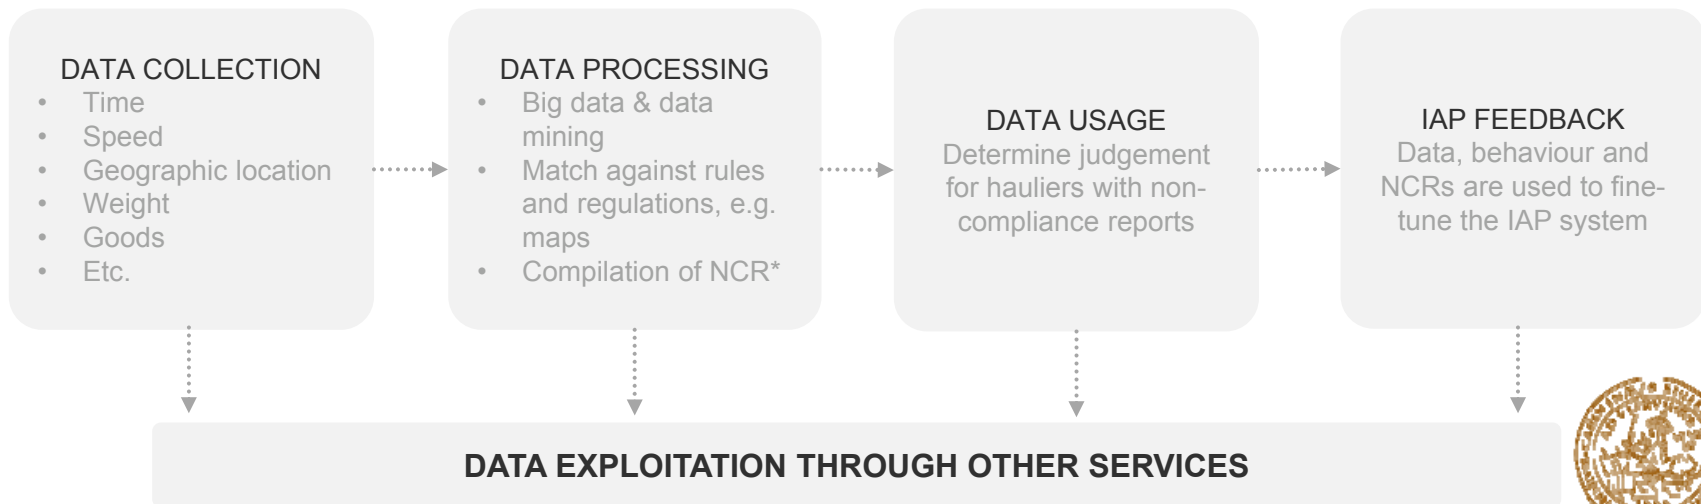 DATA COLLECTION
• Time
• Speed
• Geographic location
• Weight
• Goods
• Etc.
DATA PROCESSING
• Big data & data
mining
• Match against rules
and regulations, e.g.
maps
• Compilation of NCR*
DATA USAGE
Determine judgement
for hauliers with non-
compliance reports
IAP FEEDBACK
Data, behaviour and
NCRs are used to fine-
tune the IAP system
DATA EXPLOITATION THROUGH OTHER SERVICES